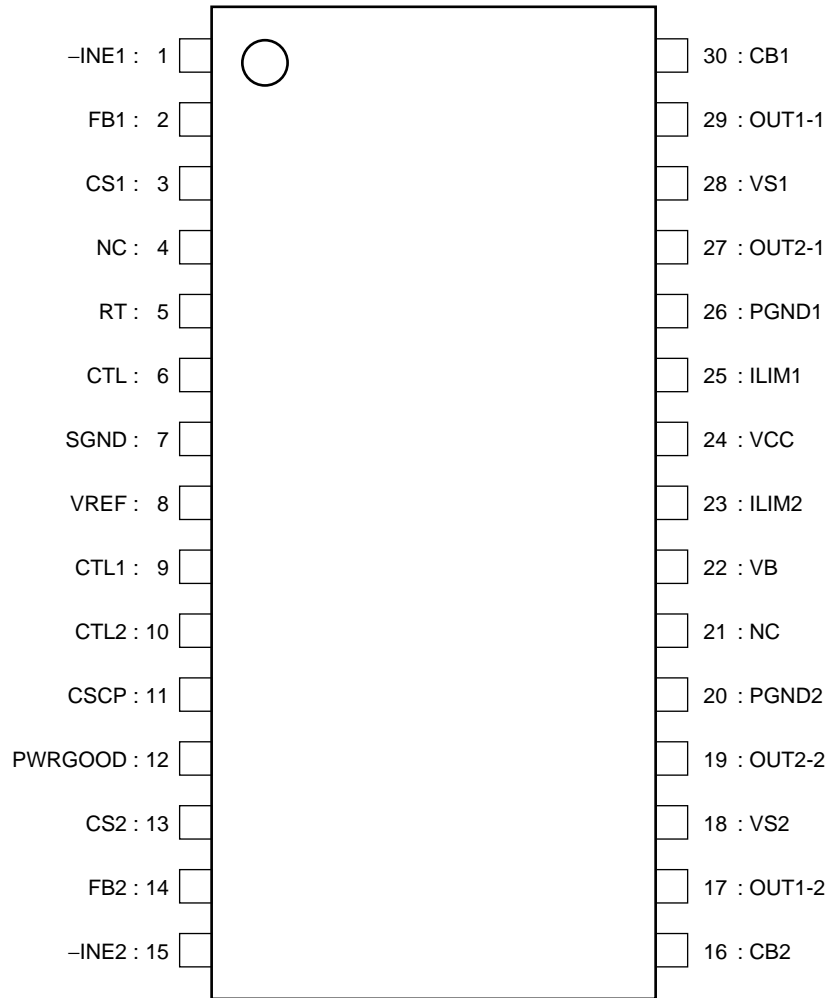 –INE1 : 1
FB1 : 2
CS1 : 3
NC : 4
RT : 5
CTL : 6
SGND : 7
VREF : 8
CTL1 : 9
CTL2 : 10
CSCP : 11
PWRGOOD : 12
CS2 : 13
FB2 : 14
–INE2 : 15
30 : CB1
29 : OUT1-1
28 : VS1
27 : OUT2-1
26 : PGND1
25 : ILIM1
24 : VCC
23 : ILIM2
22 : VB
21 : NC
20 : PGND2
19 : OUT2-2
18 : VS2
17 : OUT1-2
16 : CB2